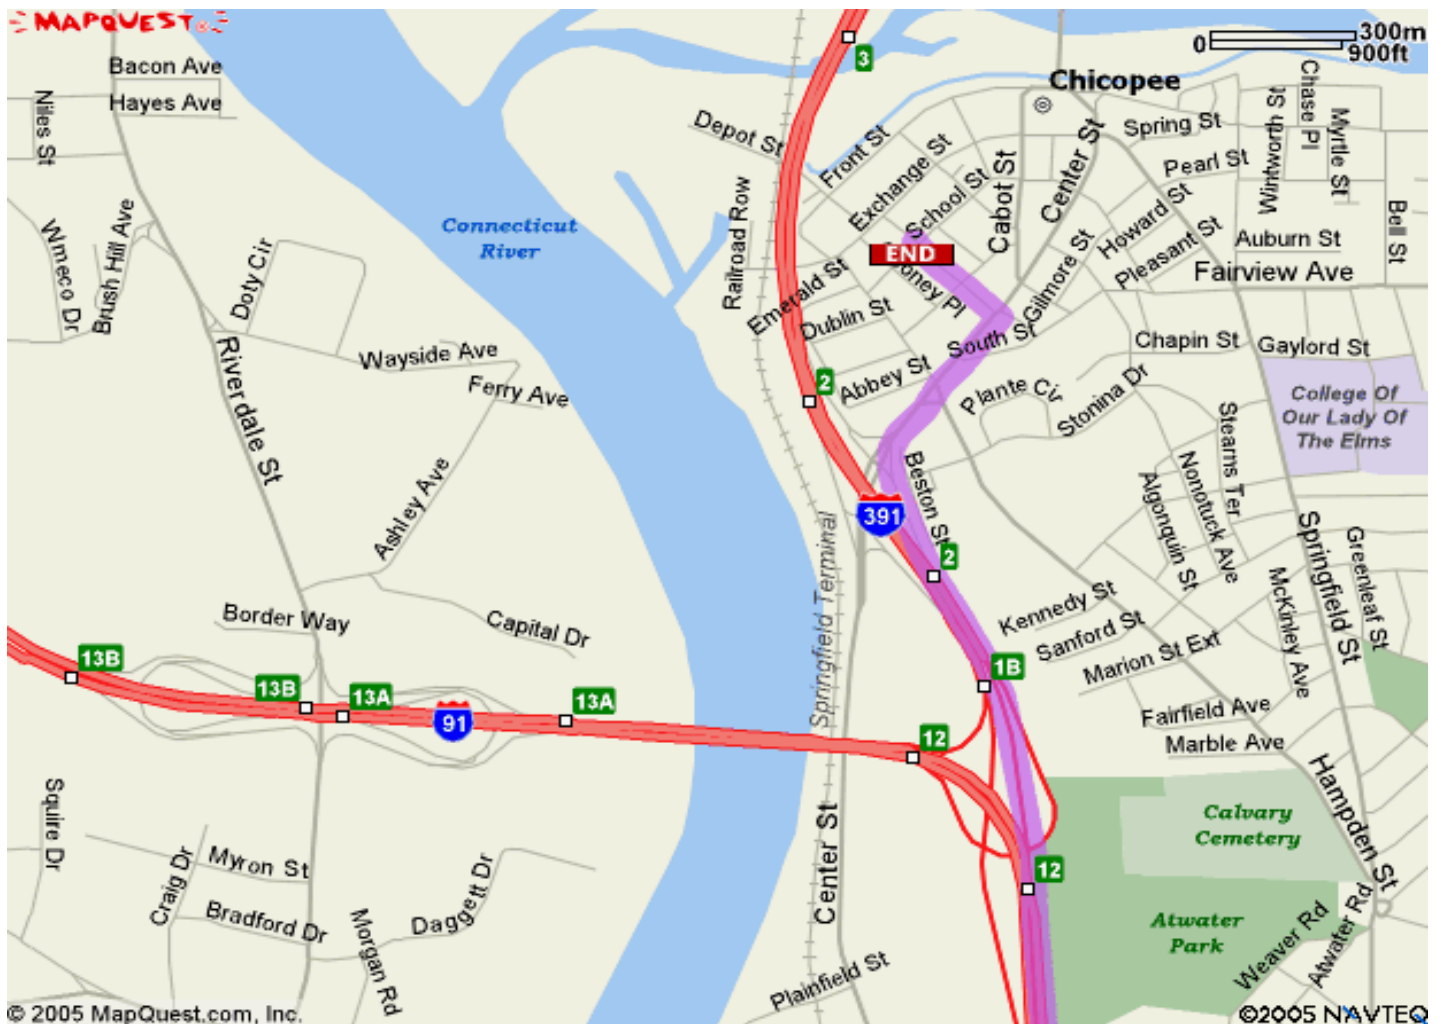 MAPQUEST
300m
0
900ft
3
Bacon Ave
Hayes Ave
Niles St
Chicopee
Depot St
Front St
Exchange St
School St
Cabot St
Center St
Spring St
Pearl St
Wintworth St
Chase Pl
Myrtle St
Bell St
Howard St
Pleasant St
Auburn St
Fairview Ave
Gilmore St
Wmeco Dr
Brush Hill Ave
Doty Cir
Connecticut
River
Railroad Row
END
oney Pl
Emerald St
Dublin St
South St
Abbey St
Chapin St
Gaylord St
Riverdale St
Wayside Ave
Ferry Ave
2
Plante Cir
Stonina Dr
College Of
Our Lady Of
The Elms
Stearns Ter
Nonotuck Ave
Algonquin St
Beston St
391
Ashley Ave
Springfield Terminal
2
Springfield St
Greenleaf St
McKinley Ave
Kennedy St
Sanford St
Marion St Ext
Border Way
Capital Dr
13B
13B
13A
91
13A
1B
12
Fairfield Ave
Marble Ave
Hampden St
Squire Dr
Calvary
Cemetery
Center St
Craig Dr
Myron St
Bradford Dr
Morgan Rd
Daggett Dr
12
Atwater
Park
Weaver Rd
Atwater Rd
Plainfield St
© 2005 MapQuest.com, Inc.
©2005 NAVTEQ